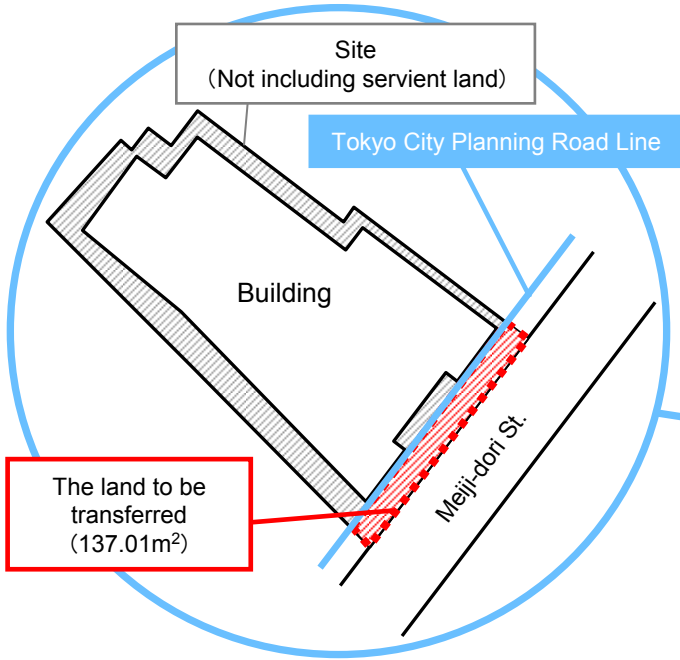 Site
（Not including servient land）
Tokyo City Planning Road Line
Building
Meiji-dori St.
The land to be
transferred
（137.01m²）